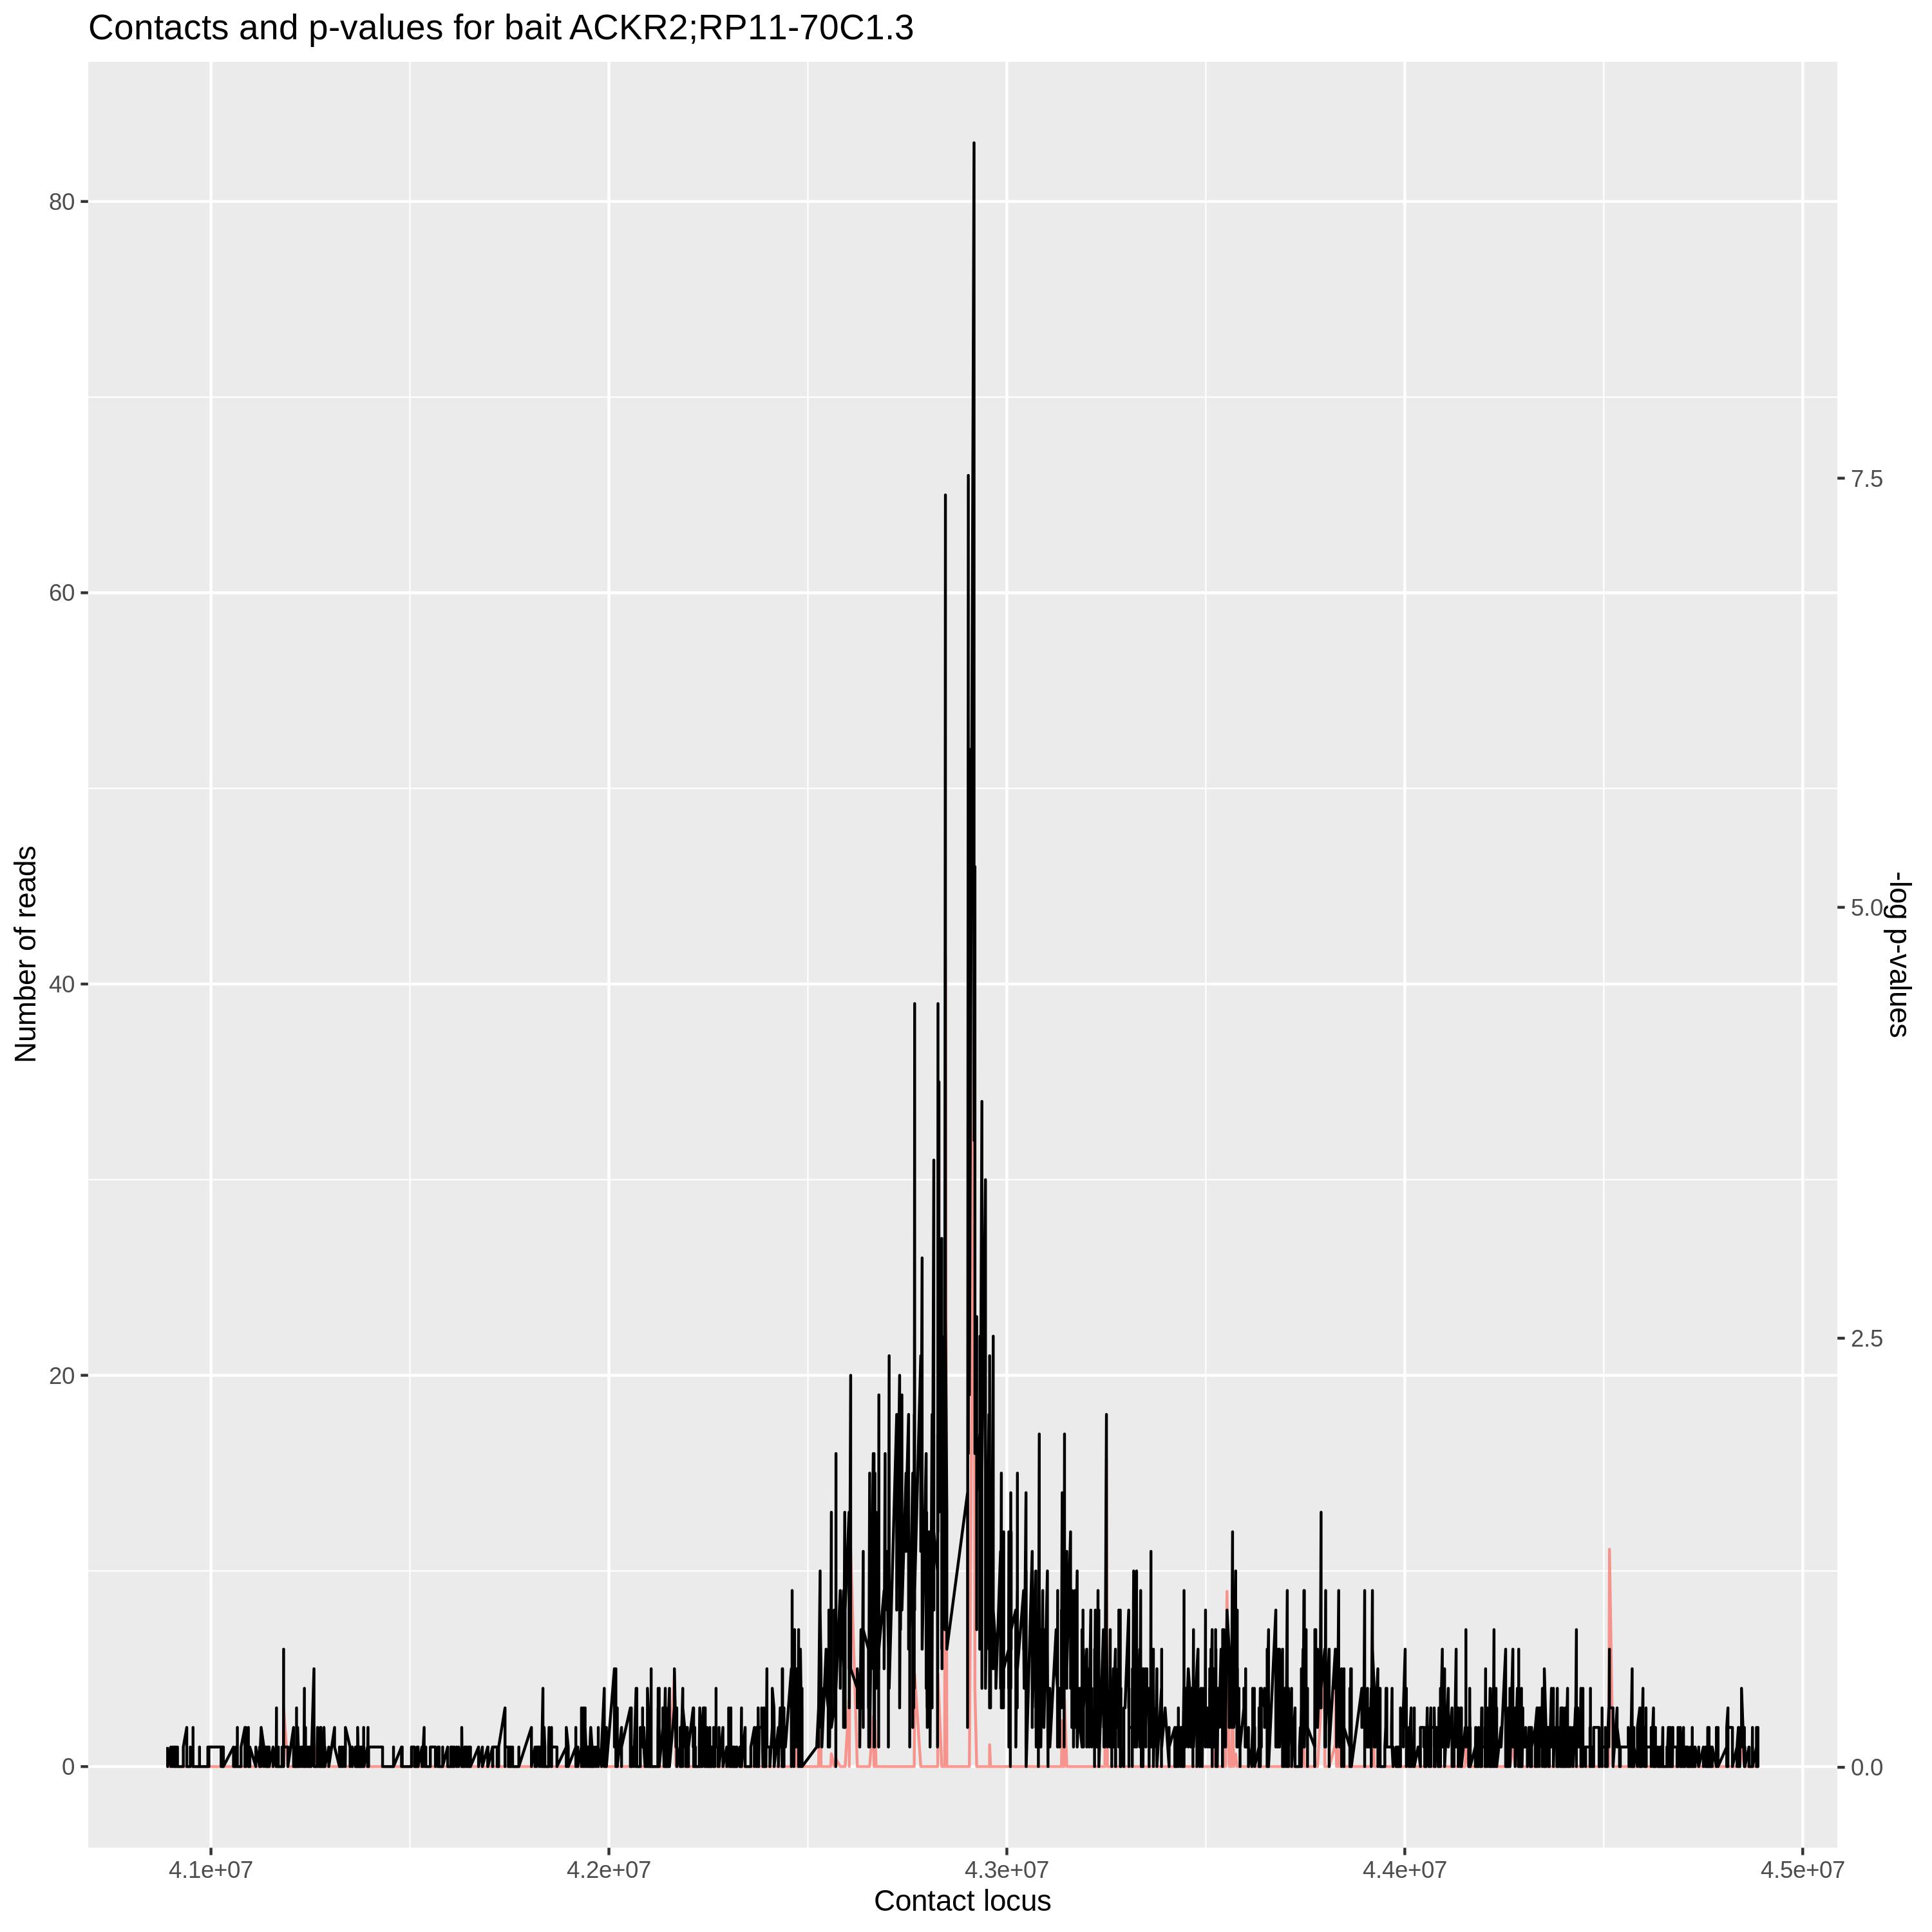 Contacts and p-values for bait ACKR2;RP11-70C1.3
80
60
40
20
0
Number of reads
7.5
5.0
2.5
0.0
-log p-values
4.1e+07
4.2e+07
4.3e+07
4.4e+07
4.5e+07
Contact locus